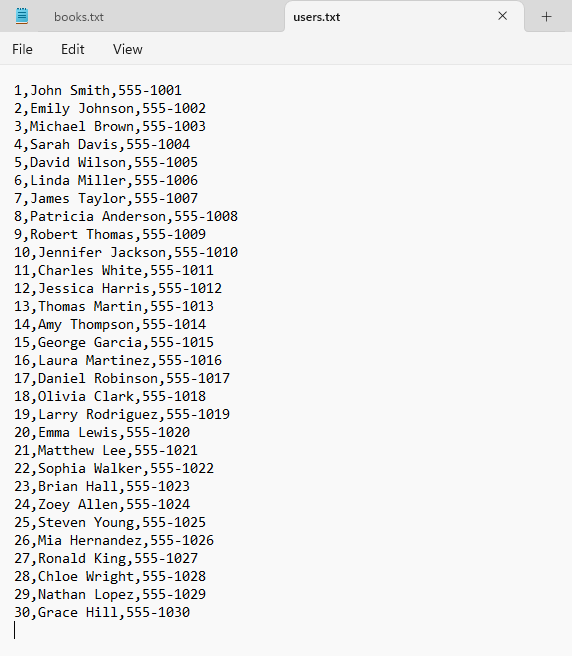 books.txt
users.txt
File Edit View
1,John Smith,555-1001
2,Emily Johnson,555-1002
3,Michael Brown,555-1003
4,Sarah Davis,555-1004
5,David Wilson,555-1005
6,Linda Miller,555-1006
7,James Taylor,555-1007
8,Patricia Anderson,555-1008
9,Robert Thomas,555-1009
10,Jennifer Jackson,555-1010
11,Charles White,555-1011
12,Jessica Harris,555-1012
13,Thomas Martin,555-1013
14,Amy Thompson,555-1014
15,George Garcia,555-1015
16,Laura Martinez,555-1016
17,Daniel Robinson,555-1017
18,Olivia Clark,555-1018
19,Larry Rodriguez,555-1019
20,Emma Lewis,555-1020
21,Matthew Lee,555-1021
22,Sophia Walker,555-1022
23,Brian Hall,555-1023
24,Zoey Allen,555-1024
25,Steven Young,555-1025
26,Mia Hernandez,555-1026
27,Ronald King,555-1027
28,Chloe Wright,555-1028
29,Nathan Lopez,555-1029
30,Grace Hill,555-1030